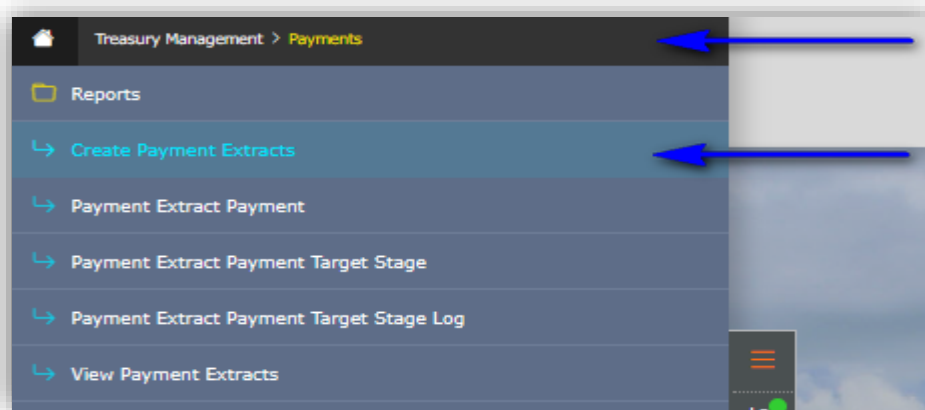 Treasury Management > Payments
Reports
Create Payment Extracts
Payment Extract Payment
Payment Extract Payment Target Stage
Payment Extract Payment Target Stage Log
View Payment Extracts